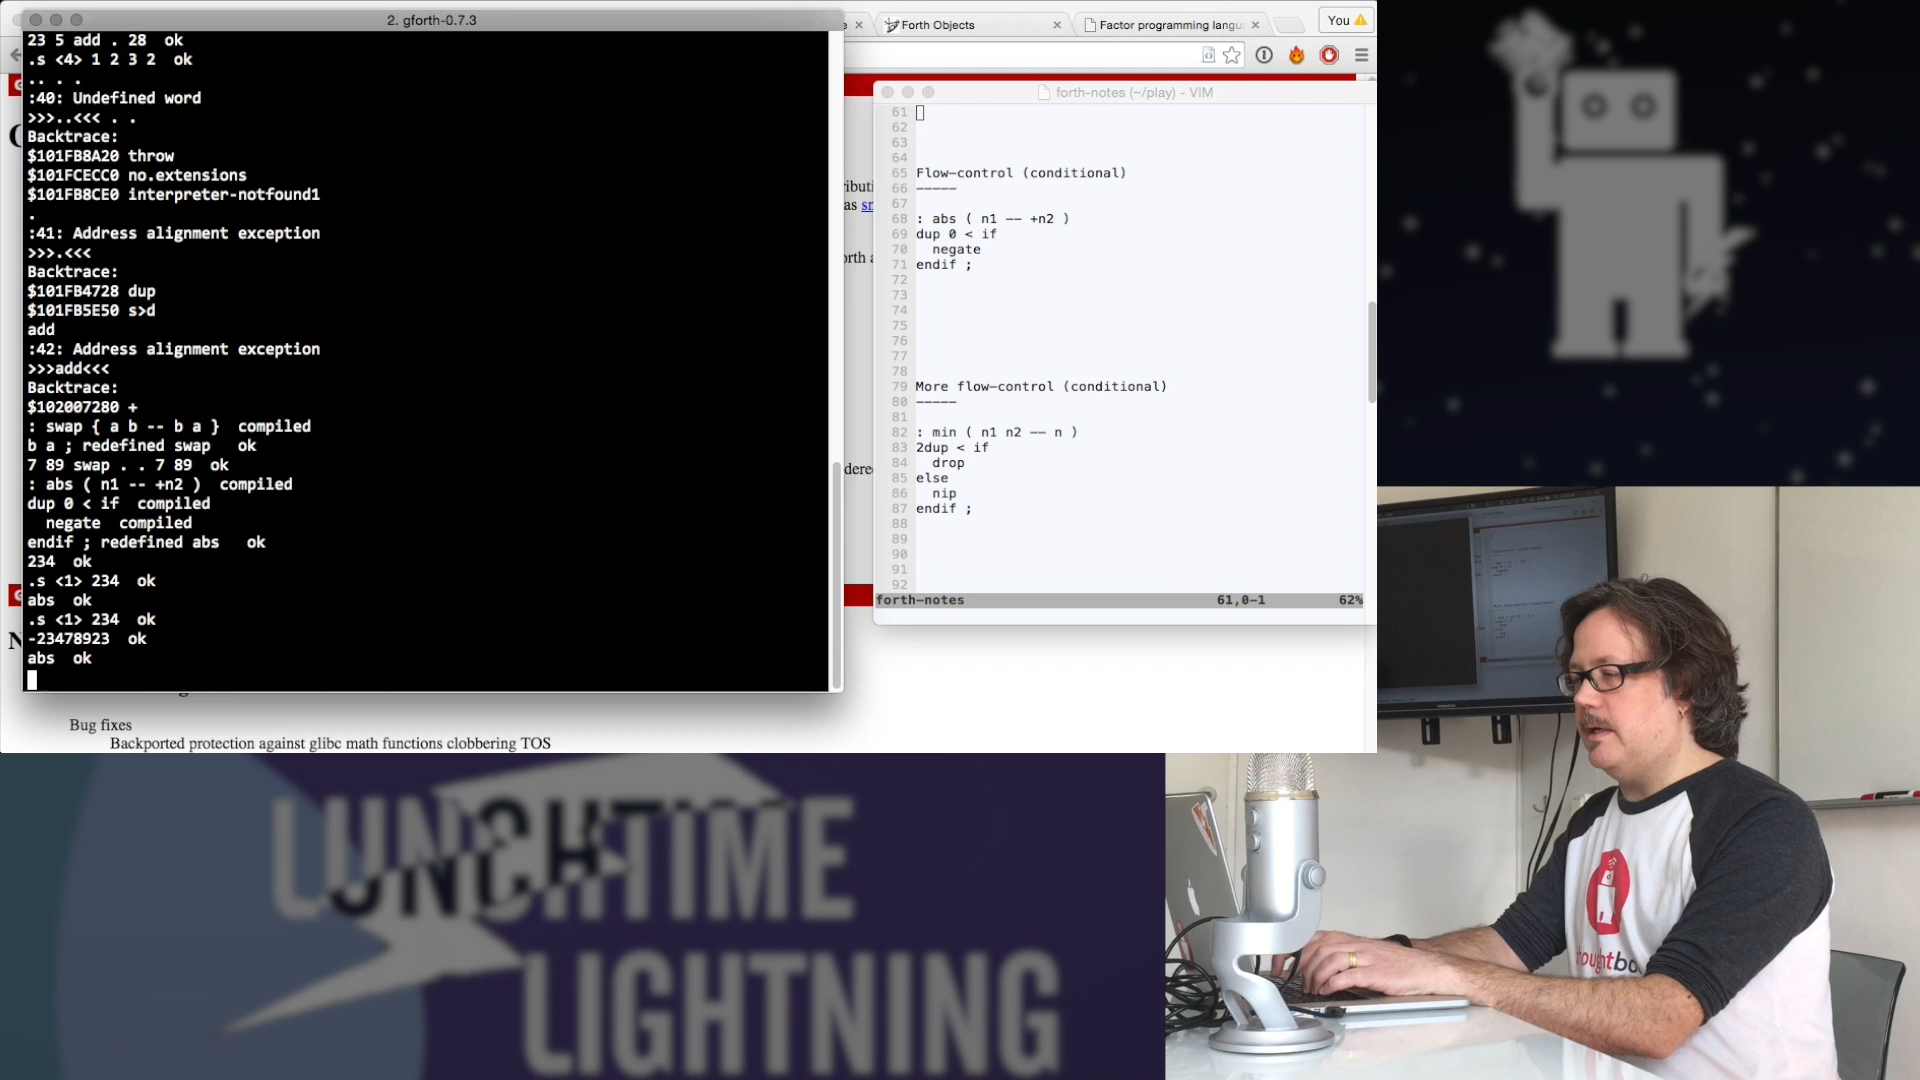 2. gforth-0.7.3
23 5 add . 28  ok
.s <4> 1 2 3 2  ok
.. . .
:40: Undefined word
>>>..<<< . .
Backtrace:
$101FB8A20 throw
$101FCECC0 no.extensions
$101FB8CE0 interpreter-notfound1
.
:41: Address alignment exception
>>>.<<<
Backtrace:
$101FB4728 dup
$101FB5E50 s>d
add
:42: Address alignment exception
>>>add<<<
Backtrace:
$102007280 +
: swap { a b -- b a }  compiled
b a ; redefined swap   ok
7 89 swap . . 7 89  ok
: abs ( n1 -- +n2 )  compiled
dup 0 < if  compiled
  negate  compiled
endif ; redefined abs   ok
234  ok
.s <1> 234  ok
abs  ok
.s <1> 234  ok
-23478923  ok
abs  ok
Forth Objects
Factor programming langu
You
forth-notes (~/play) - VIM
61
62
63
64
65 Flow-control (conditional)
66 -----
67
68 : abs ( n1 -- +n2 )
69 dup 0 < if
70   negate
71 endif ;
72
73
74
75
76
77
78
79 More flow-control (conditional)
80 -----
81
82 : min ( n1 n2 -- n )
83 2dup < if
84   drop
85 else
86   nip
87 endif ;
88
89
90
91
92
forth-notes 61,0-1 62%
Bug fixes
Backport protection against glibc math functions clobbering TOS
LUNCHTIME
LIGHTNING